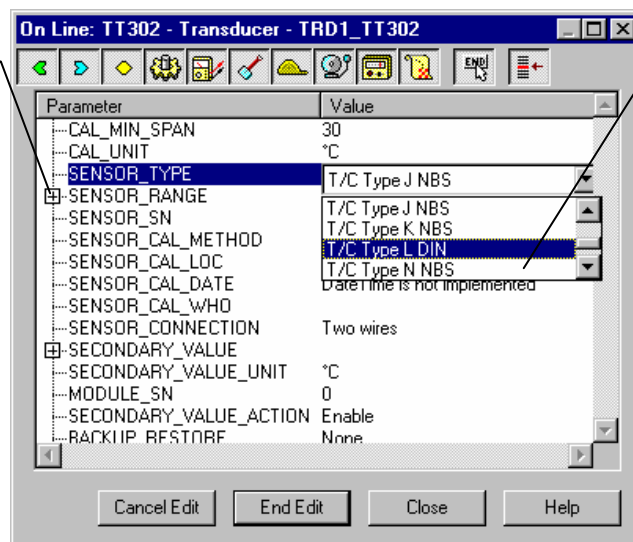 On Line: TT302 - Transducer - TRD1_TT302
END
Parameter Value
CAL_MIN_SPAN 30
CAL_UNIT °C
SENSOR_TYPE T/C Type J NBS
SENSOR_RANGE T/C Type J NBS
SENSOR_SN T/C Type K NBS
SENSOR_CAL_METHOD T/C Type L DIN
SENSOR_CAL_LOC T/C Type N NBS
SENSOR_CAL_DATE DateTime is not implemented
SENSOR_CAL_WHO
SENSOR_CONNECTION Two wires
SECONDARY_VALUE
SECONDARY_VALUE_UNIT °C
MODULE_SN 0
SECONDARY_VALUE_ACTION Enable
BACKUP_RESTORE None
Cancel Edit End Edit Close Help